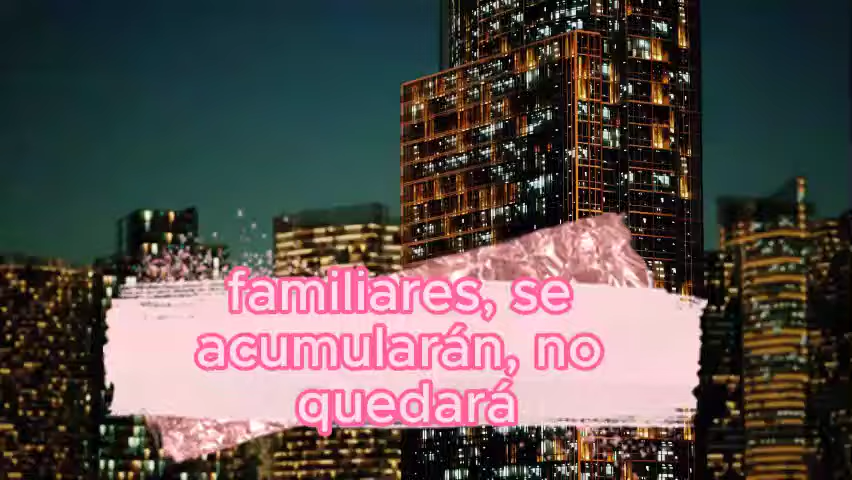 familiares, se
acumularán, no
quedará